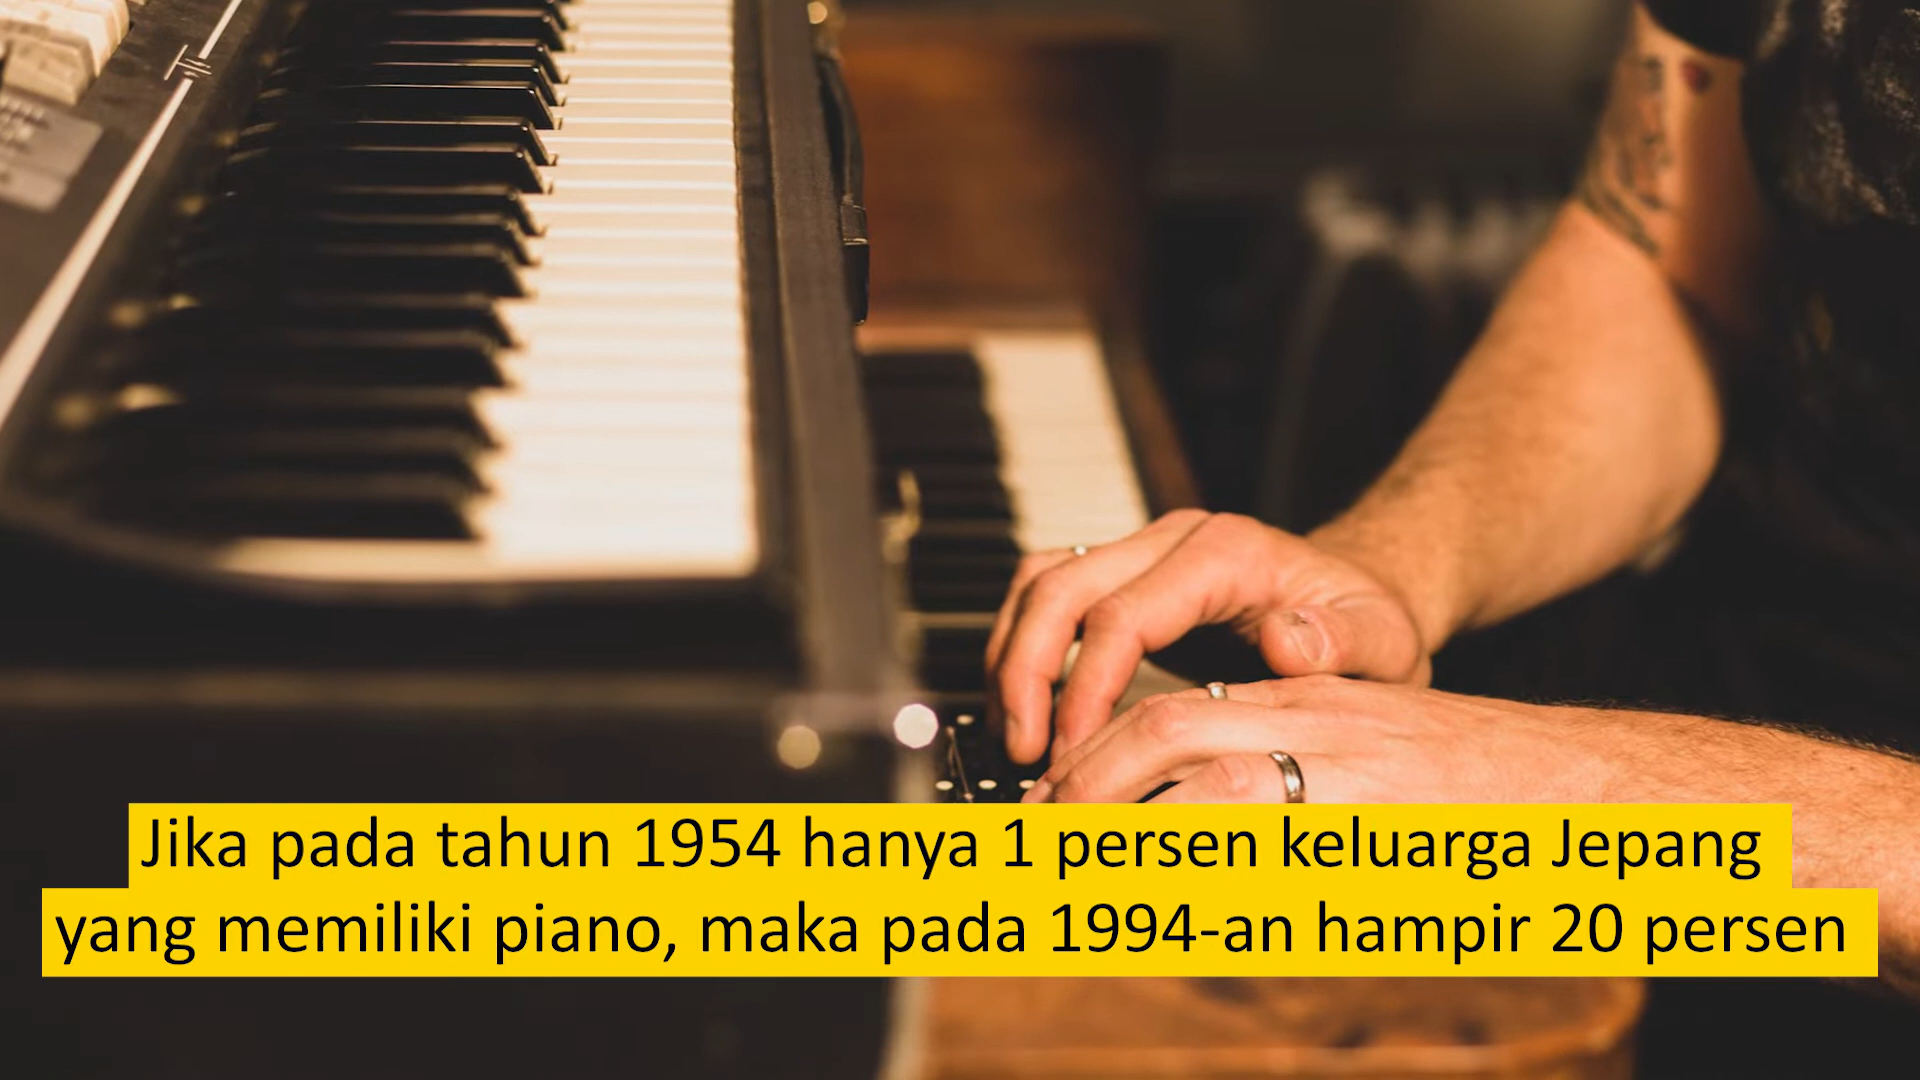 Jika pada tahun 1954 hanya 1 persen keluarga Jepang
yang memiliki piano, maka pada 1994-an hampir 20 persen